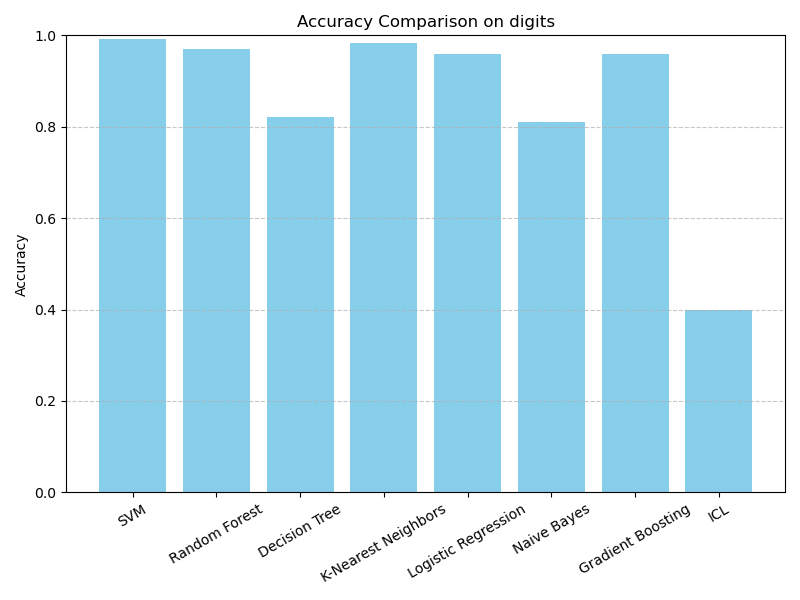 Accuracy Comparison on digits
Accuracy
1.0
0.8
0.6
0.4
0.2
0.0
SVM
Random Forest
Decision Tree
K-Nearest Neighbors
Logistic Regression
Naive Bayes
Gradient Boosting
ICL